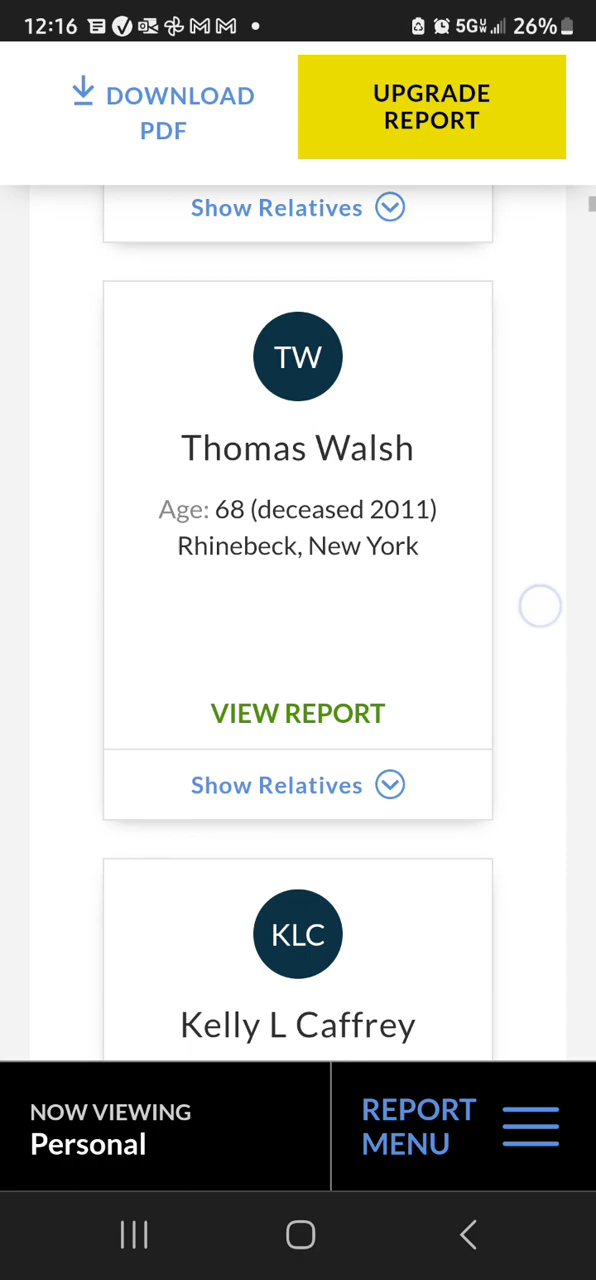 12:16 5G 26%
DOWNLOAD
PDF
UPGRADE
REPORT
Show Relatives
TW
Thomas Walsh
Age: 68 (deceased 2011)
Rhinebeck, New York
VIEW REPORT
Show Relatives
KLC
Kelly L Caffrey
NOW VIEWING
Personal
REPORT
MENU